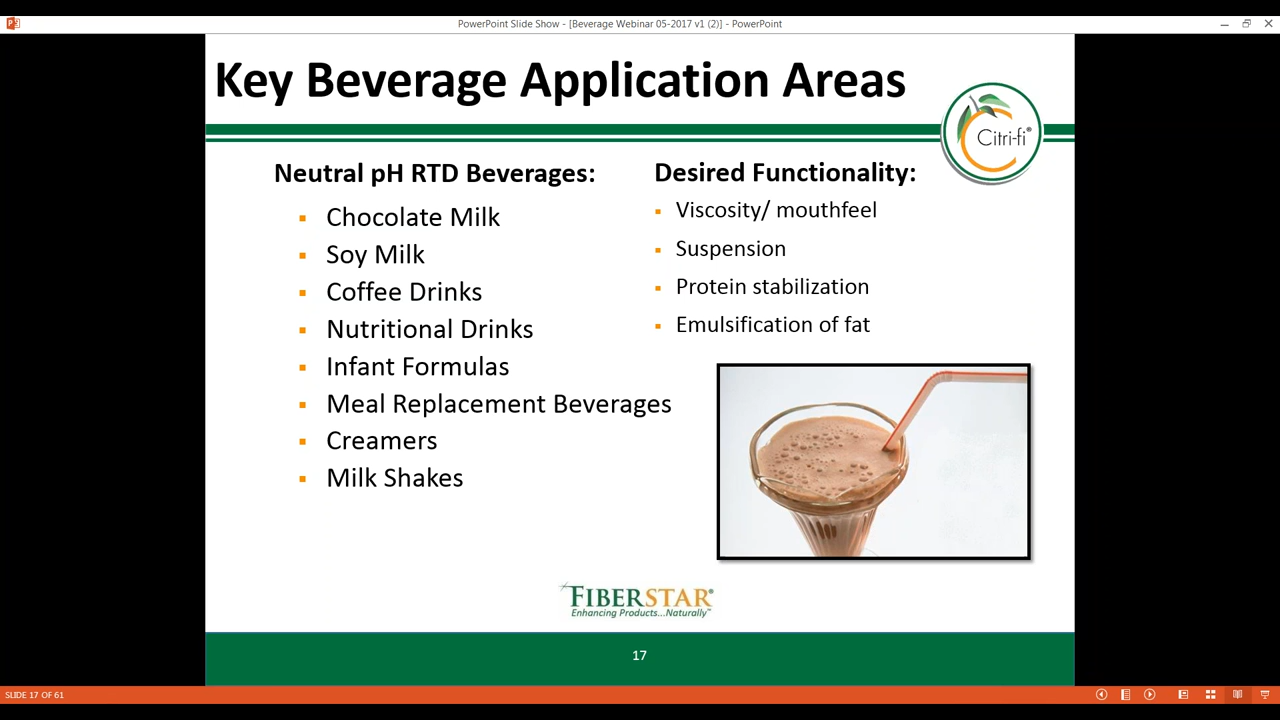 PowerPoint Slide Show - [Beverage Webinar 05-2017 v1 (2)] - PowerPoint
Key Beverage Application Areas
Citri-fi®
Neutral pH RTD Beverages:
Chocolate Milk
Soy Milk
Coffee Drinks
Nutritional Drinks
Infant Formulas
Meal Replacement Beverages
Creamers
Milk Shakes
Desired Functionality:
Viscosity/ mouthfeel
Suspension
Protein stabilization
Emulsification of fat
FIBERSTAR®
Enhancing Products...Naturally™
17
SLIDE 17 OF 61